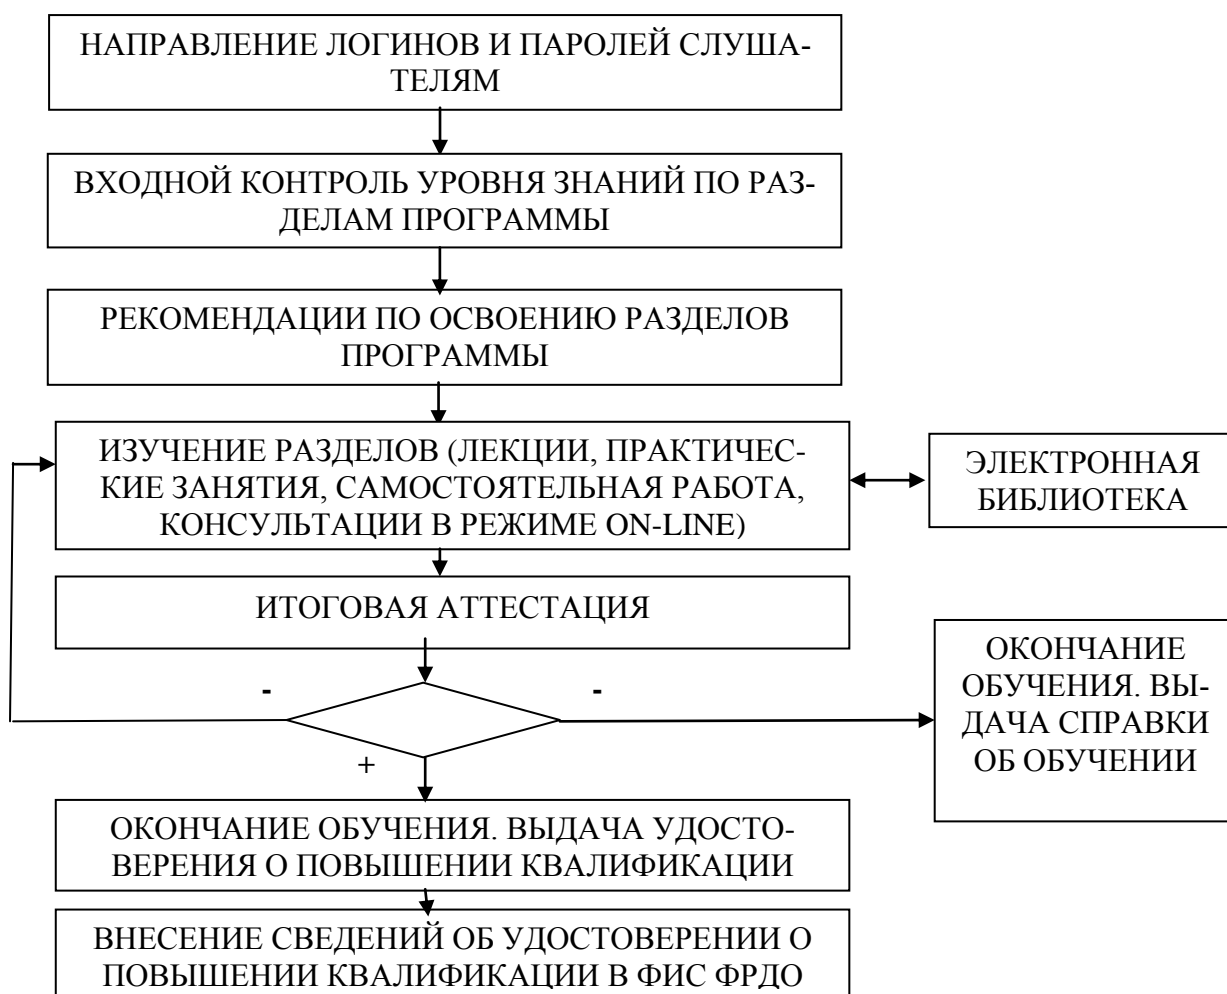 НАПРАВЛЕНИЕ ЛОГИНОВ И ПАРОЛЕЙ СЛУША-
ТЕЛЯМ
ВХОДНОЙ КОНТРОЛЬ УРОВНЯ ЗНАНИЙ ПО РАЗ-
ДЕЛАМ ПРОГРАММЫ
РЕКОМЕНДАЦИИ ПО ОСВОЕНИЮ РАЗДЕЛОВ
ПРОГРАММЫ
ИЗУЧЕНИЕ РАЗДЕЛОВ (ЛЕКЦИИ, ПРАКТИЧЕС-
КИЕ ЗАНЯТИЯ, САМОСТОЯТЕЛЬНАЯ РАБОТА,
КОНСУЛЬТАЦИИ В РЕЖИМЕ ON-LINE)
ЭЛЕКТРОННАЯ
БИБЛИОТЕКА
ИТОГОВАЯ АТТЕСТАЦИЯ
-
-
ОКОНЧАНИЕ
ОБУЧЕНИЯ. ВЫ-
ДАЧА СПРАВКИ
ОБ ОБУЧЕНИИ
+
ОКОНЧАНИЕ ОБУЧЕНИЯ. ВЫДАЧА УДОСТО-
ВЕРЕНИЯ О ПОВЫШЕНИИ КВАЛИФИКАЦИИ
ВНЕСЕНИЕ СВЕДЕНИЙ ОБ УДОСТОВЕРЕНИИ О
ПОВЫШЕНИИ КВАЛИФИКАЦИИ В ФИС ФРДО